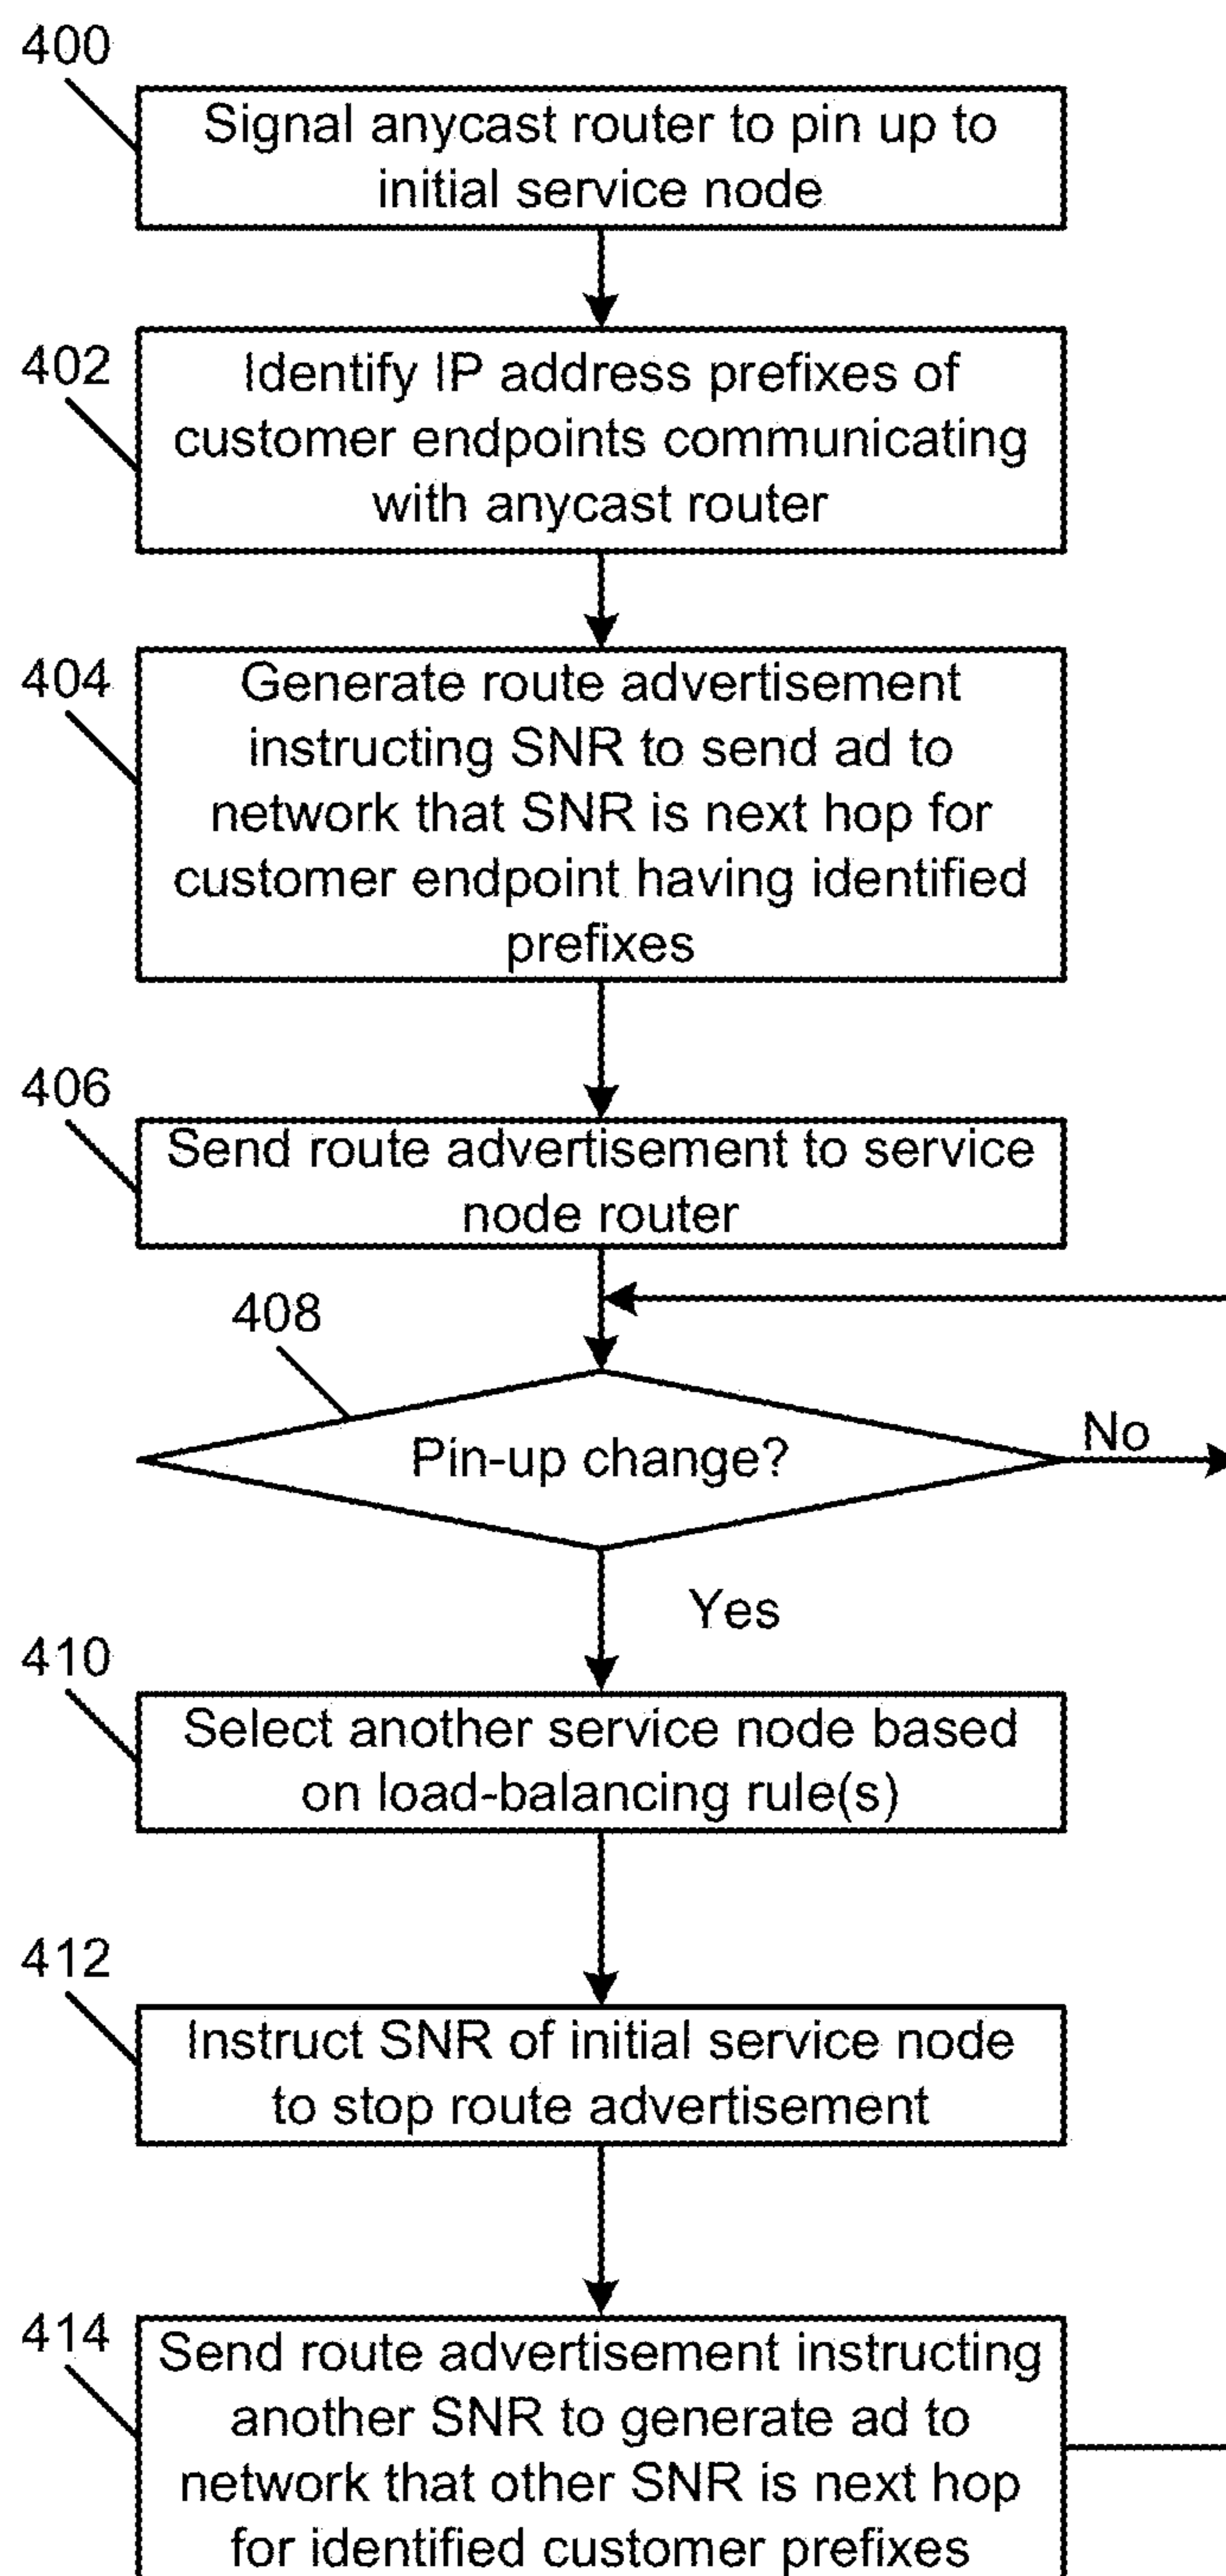 400
Signal anycast router to pin up to
initial service node
402
Identify IP address prefixes of
customer endpoints communicating
with anycast router
404
Generate route advertisement
instructing SNR to send ad to
network that SNR is next hop for
customer endpoint having identified
prefixes
406
Send route advertisement to service
node router
408
Pin-up change?
No
Yes
410
Select another service node based
on load-balancing rule(s)
412
Instruct SNR of initial service node
to stop route advertisement
414
Send route advertisement instructing
another SNR to generate ad to
network that other SNR is next hop
for identified customer prefixes